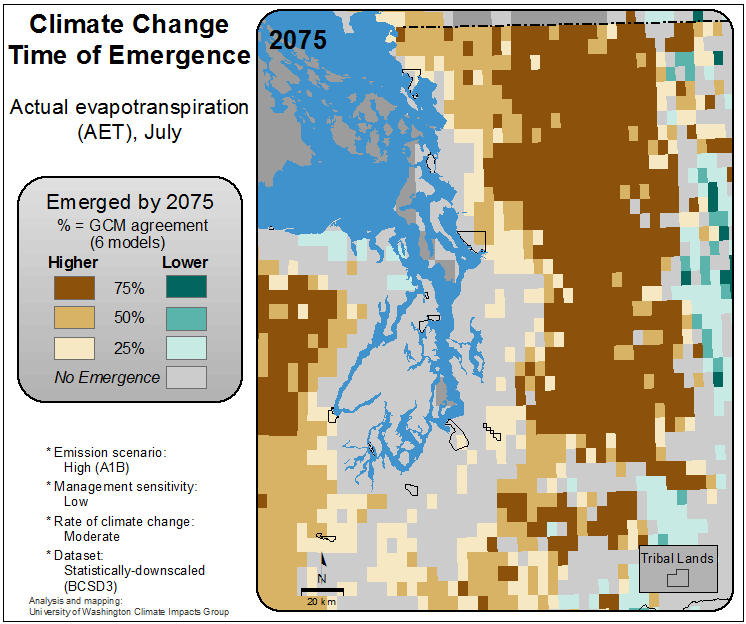 Climate Change
Time of Emergence
Actual evapotranspiration
(AET), July
Emerged by 2075
% = GCM agreement
(6 models)
Higher Lower
75%
50%
25%
No Emergence
* Emission scenario:
High (A1B)
* Management sensitivity:
Low
* Rate of climate change:
Moderate
* Dataset:
Statistically-downscaled
(BCSD3)
Analysis and mapping:
University of Washington Climate Impacts Group
2075
N
20 km
Tribal Lands